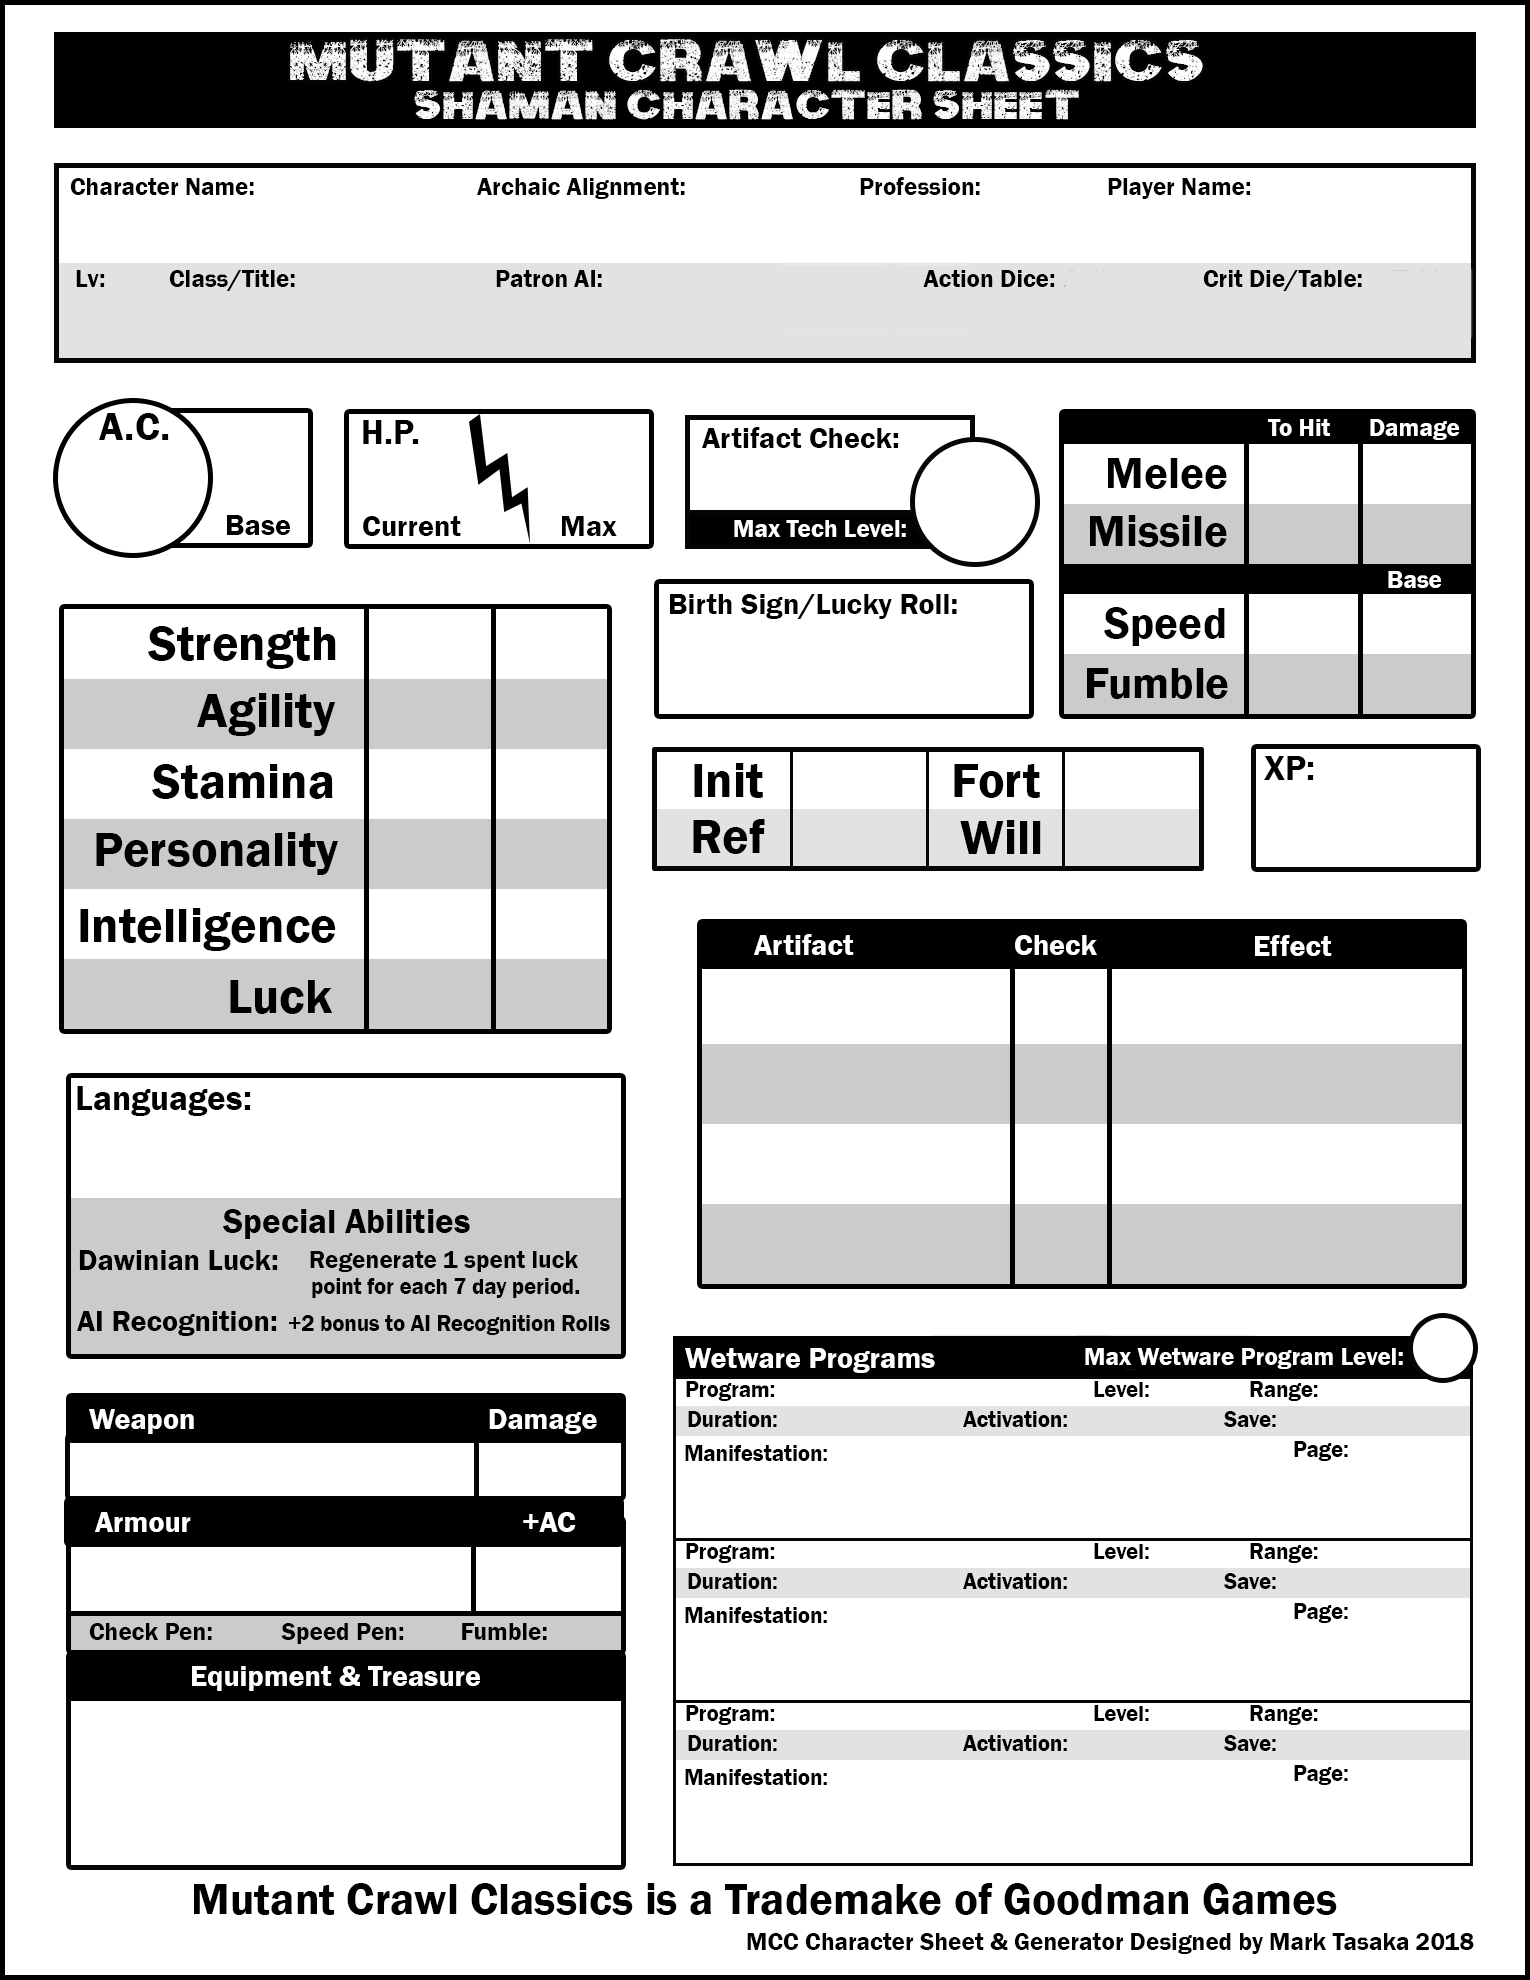 MUTANT CRAWL CLASSICS
SHAMAN CHARACTER SHEET
Character Name: Archaic Alignment: Profession: Player Name:
Lv: Class/Title: Patron AI: Action Dice: Crit Die/Table:
A.C.
Base
H.P.
Current Max
Artifact Check:
Max Tech Level:
To Hit Damage
Melee
Missile
Base
Speed
Fumble
Birth Sign/Lucky Roll:
Strength
Agility
Stamina
Personality
Intelligence
Luck
Init Fort
Ref Will
XP:
Artifact Check Effect
Languages:
Special Abilities
Dawinian Luck: Regenerate 1 spent luck
point for each 7 day period.
AI Recognition: +2 bonus to AI Recognition Rolls
Weapon Damage
Armour +AC
Check Pen: Speed Pen: Fumble:
Equipment & Treasure
Wetware Programs Max Wetware Program Level:
Program: Level: Range:
Duration: Activation: Save:
Manifestation: Page:
Program: Level: Range:
Duration: Activation: Save:
Manifestation: Page:
Program: Level: Range:
Duration: Activation: Save:
Manifestation: Page:
Mutant Crawl Classics is a Trademake of Goodman Games
MCC Character Sheet & Generator Designed by Mark Tasaka 2018